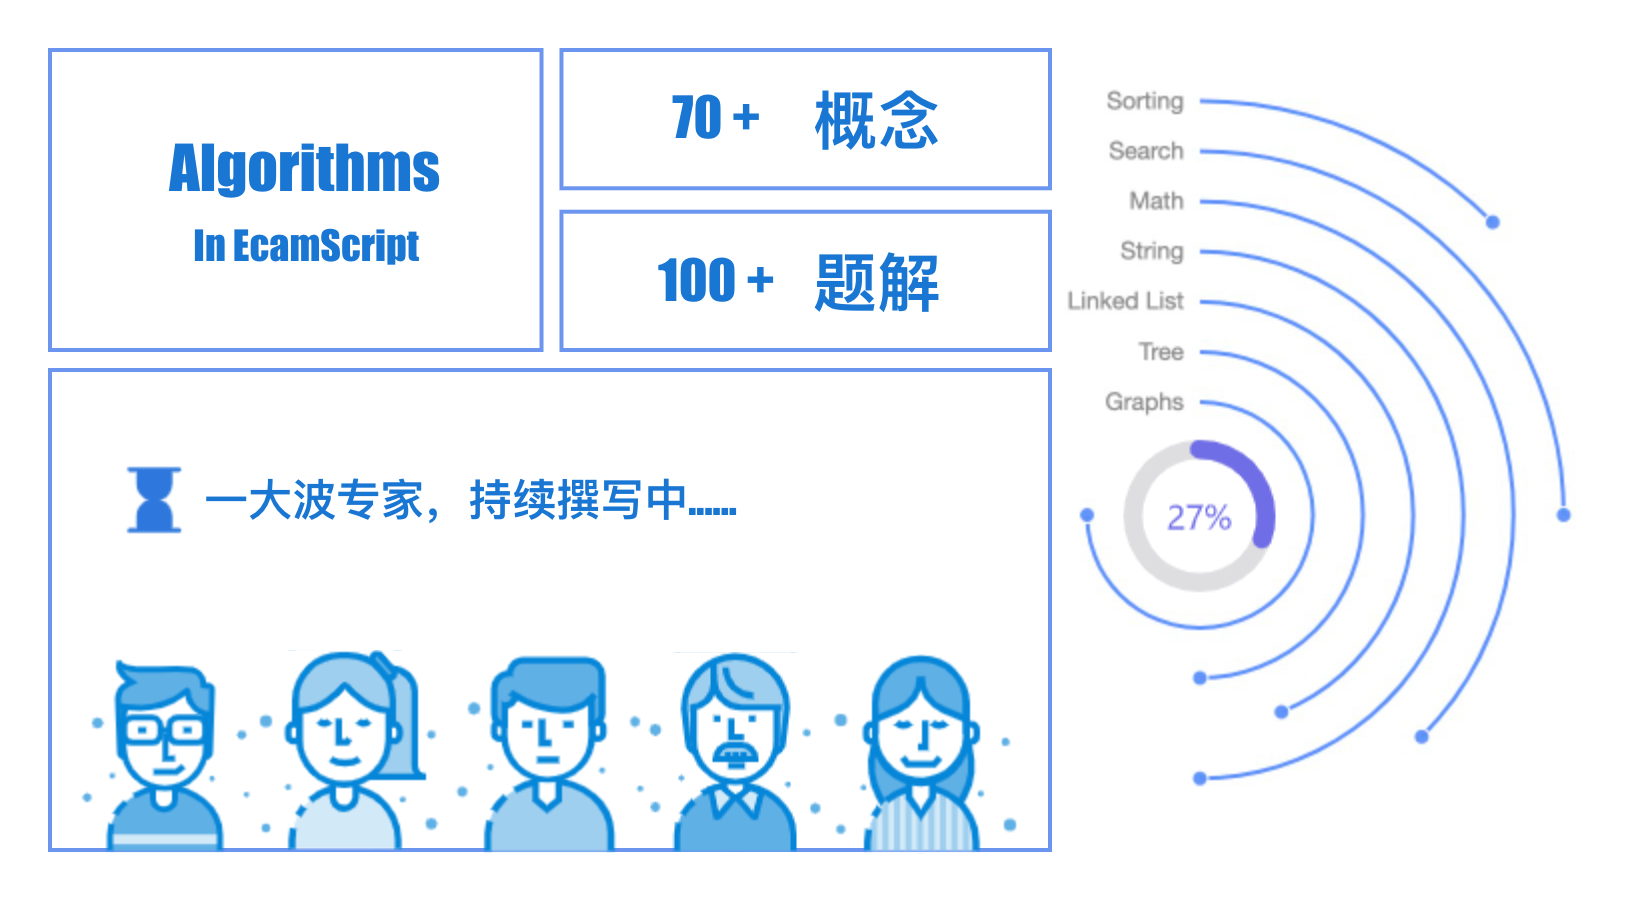 Algorithms
In EcamScript
70 + 概念
100 + 题解
一大波专家，持续撰写中......
Sorting
Search
Math
String
Linked List
Tree
Graphs
27%